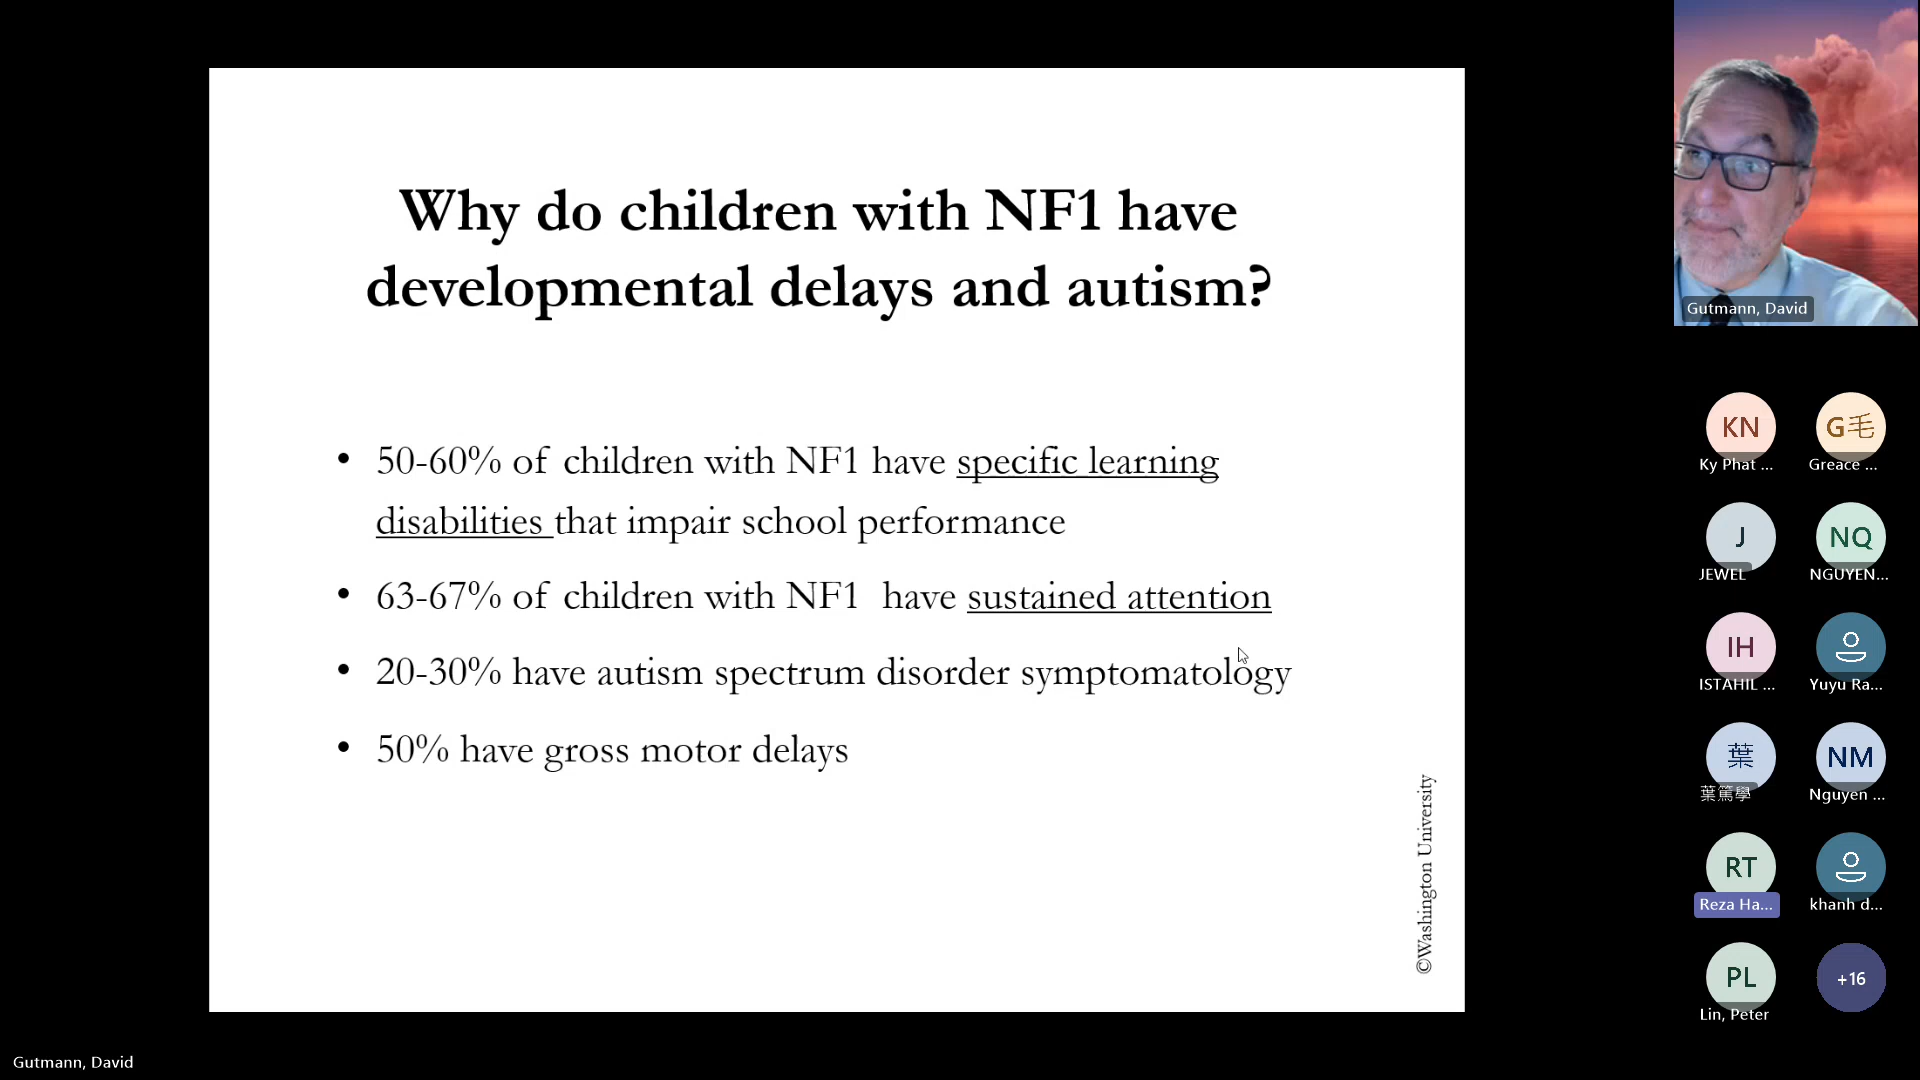 Why do children with NF1 have
developmental delays and autism?
• 50-60% of children with NF1 have specific learning
disabilities that impair school performance
• 63-67% of children with NF1 have sustained attention
• 20-30% have autism spectrum disorder symptomatology
• 50% have gross motor delays
©Washington University
Gutmann, David
KN
Ky Phat ...
G毛
Greace ...
J
JEWEL
NQ
NGUYEN...
IH
ISTAHIL ...
Yuyu Ra...
葉
葉篤學
NM
Nguyen ...
RT
Reza Ha...
khanh d...
PL
Lin, Peter
+16
Gutmann, David